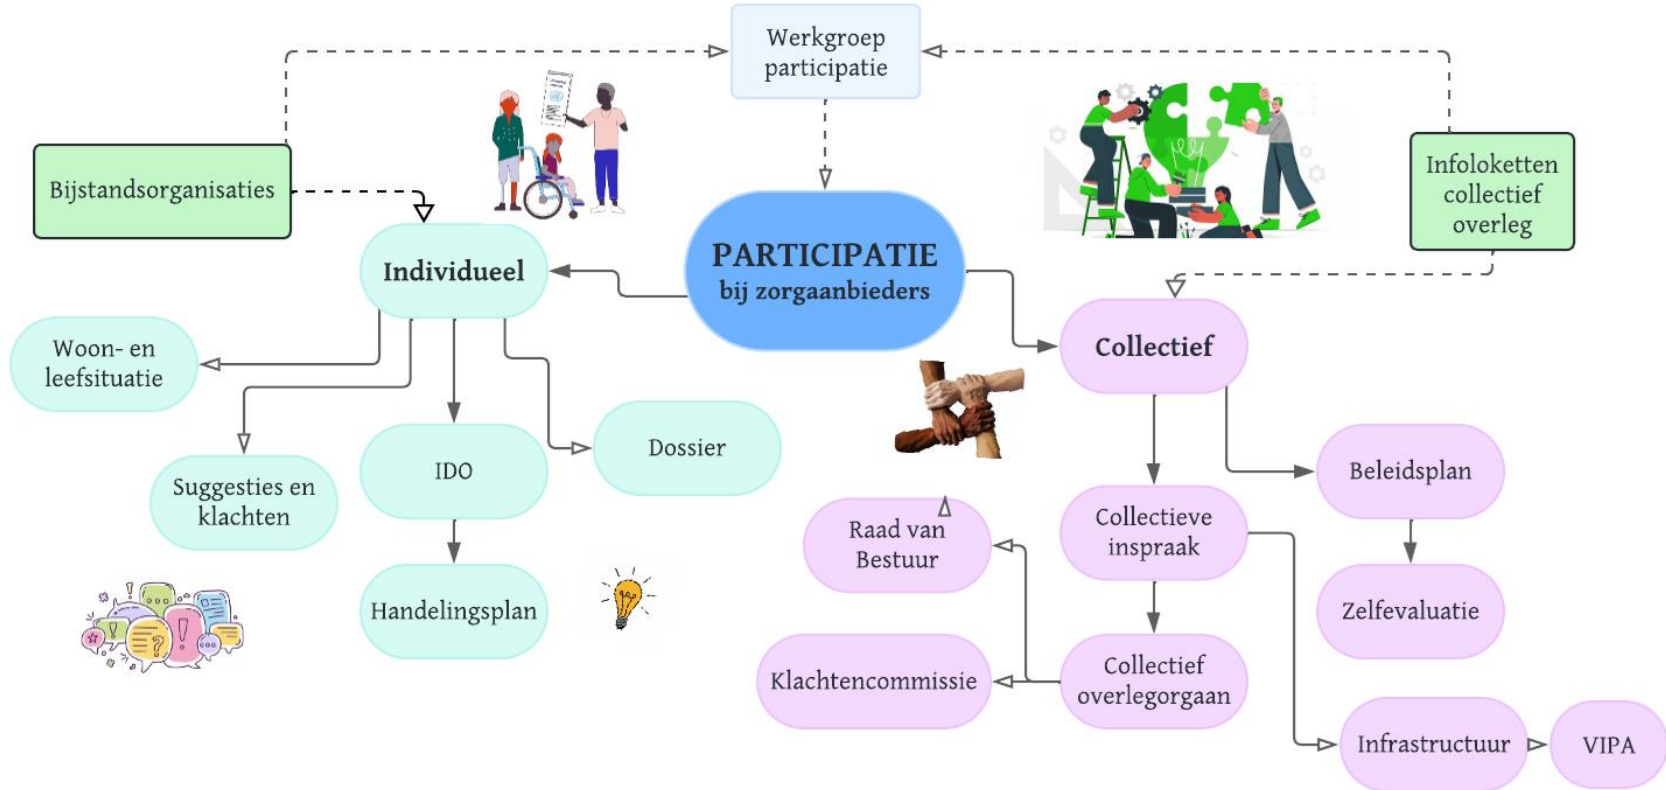 Werkgroep
participatie
Bijstandsorganisaties
Infoloketten
collectief
overleg
Individueel
PARTICIPATIE
bij zorgaanbieders
Collectief
Woon- en
leefsituatie
Suggesties en
klachten
IDO
Dossier
Handelingsplan
Raad van
Bestuur
Collectieve
inspraak
Beleidsplan
Zelfevaluatie
Klachtencommissie
Collectief
overlegorgaan
Infrastructuur
VIPA